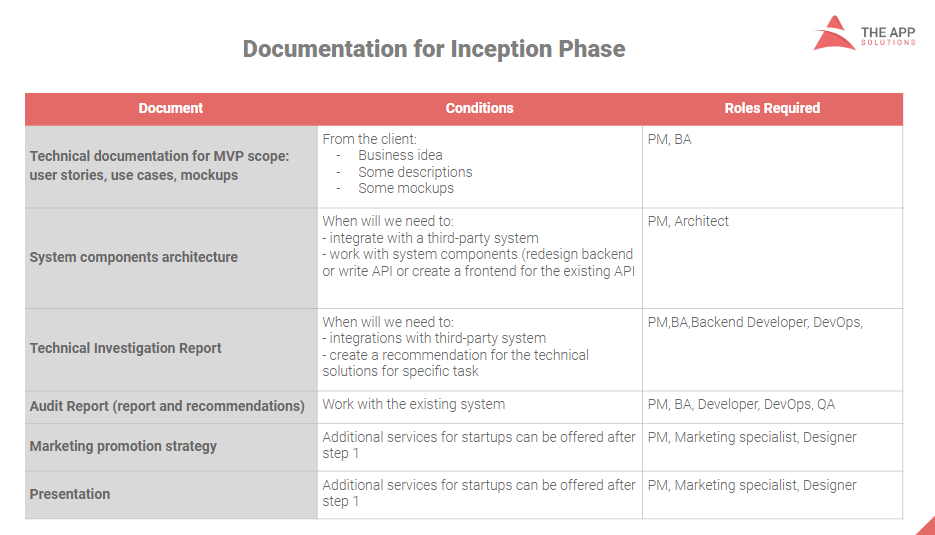 Documentation for Inception Phase
THE APP
SOLUTIONS
Document
Conditions
Roles Required
Technical documentation for MVP scope:
user stories, use cases, mockups
From the client:
- Business idea
- Some descriptions
- Some mockups
PM, BA
System components architecture
When will we need to:
- integrate with a third-party system
- work with system components (redesign backend
or write API or create a frontend for the existing API
PM, Architect
Technical Investigation Report
When will we need to:
- integrations with third-party system
- create a recommendation for the technical
solutions for specific task
PM,BA,Backend Developer, DevOps,
Audit Report (report and recommendations)
Work with the existing system
PM, BA, Developer, DevOps, QA
Marketing promotion strategy
Additional services for startups can be offered after
step 1
PM, Marketing specialist, Designer
Presentation
Additional services for startups can be offered after
step 1
PM, Marketing specialist, Designer